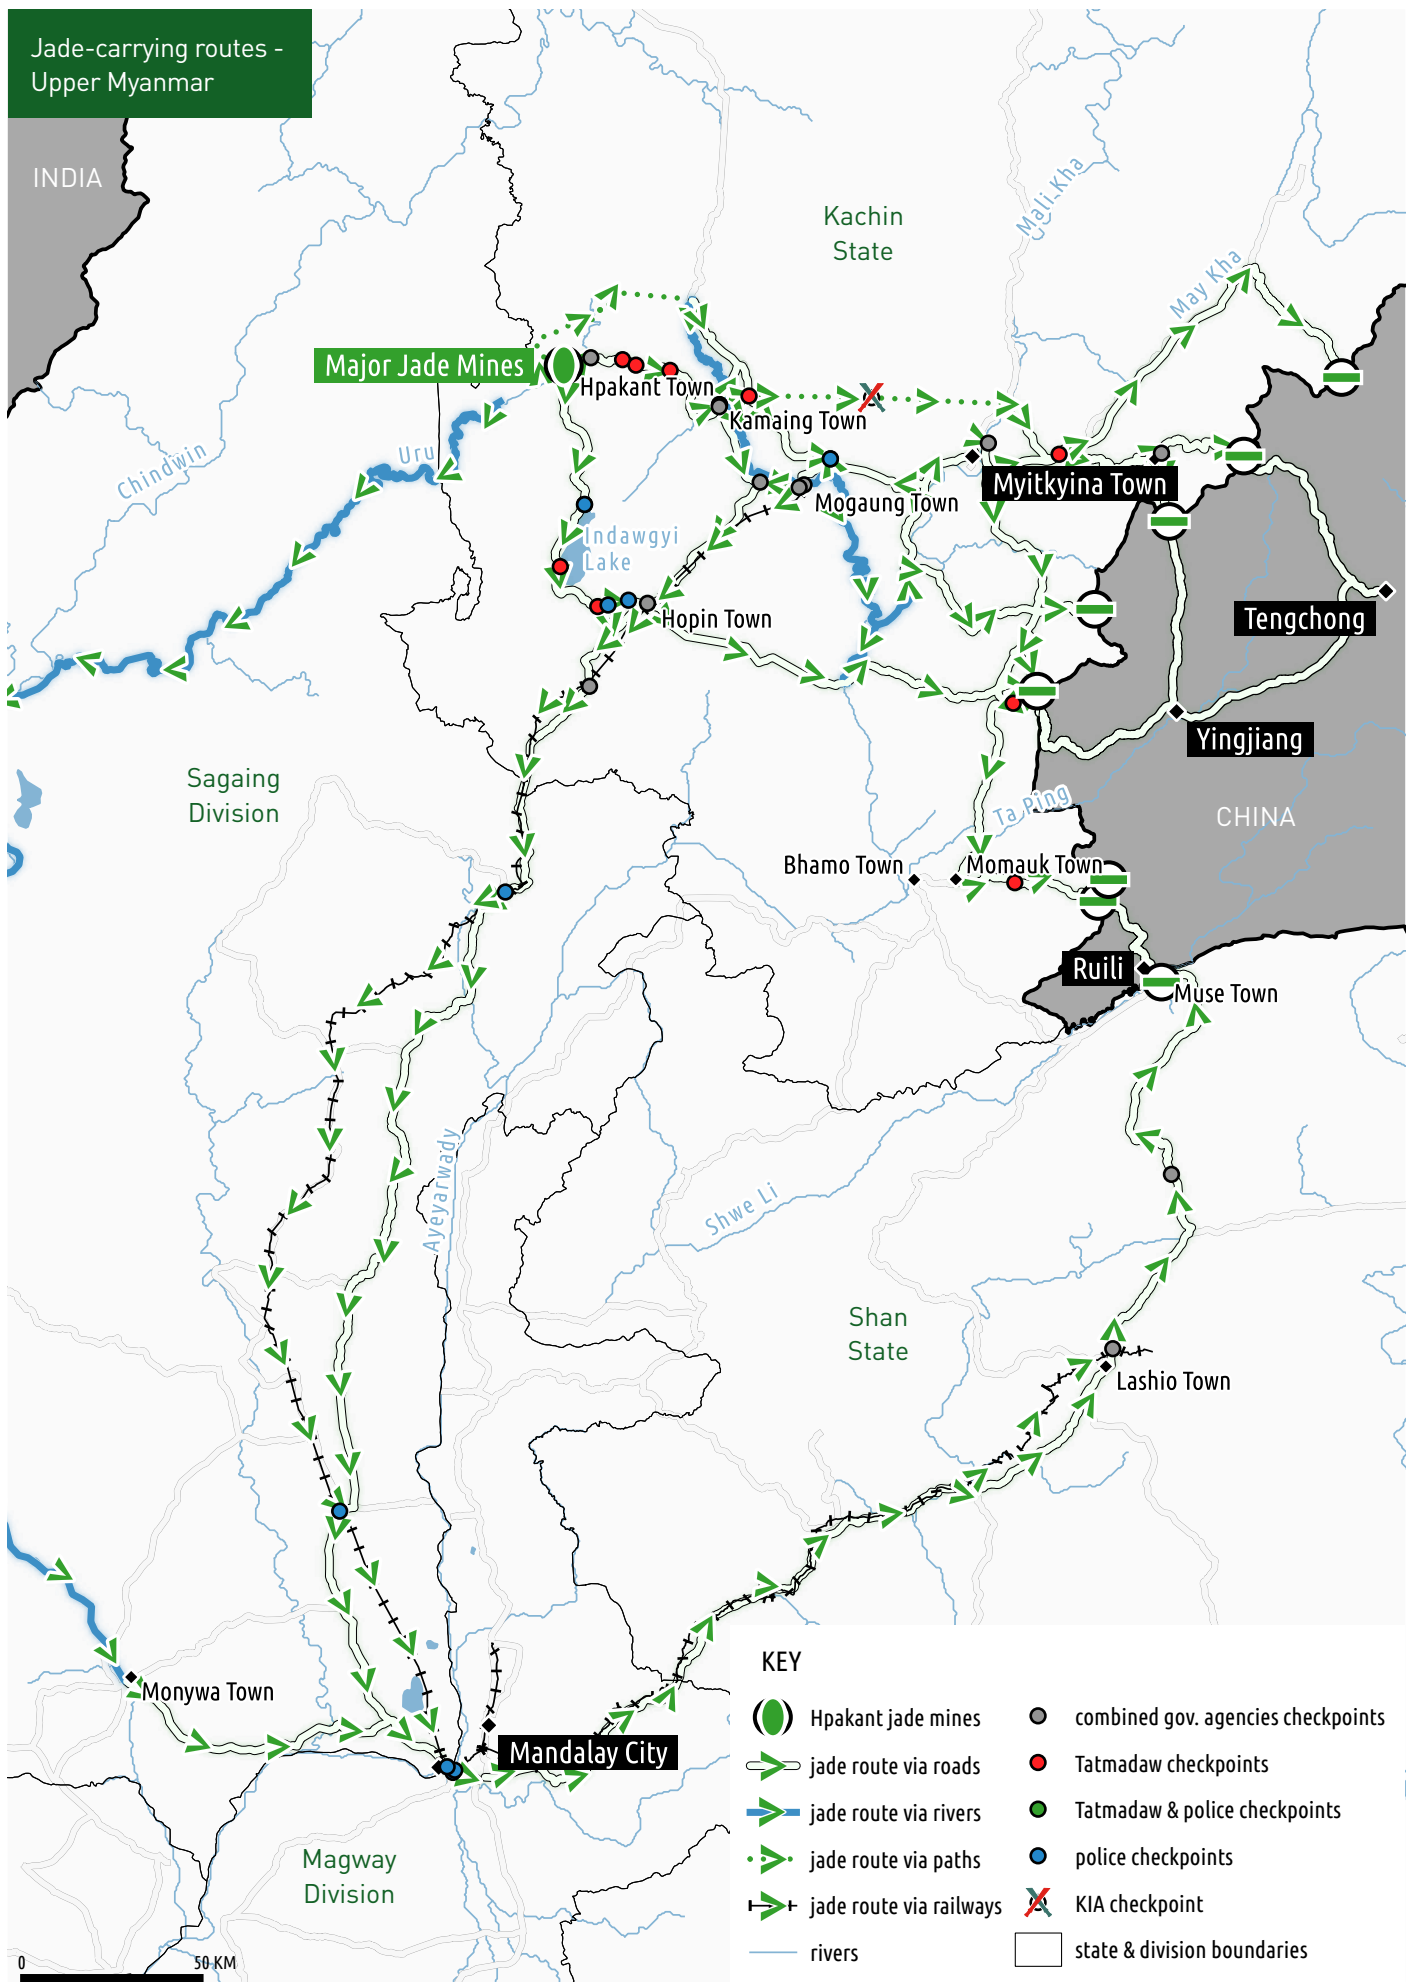 Jade-carrying routes -
Upper Myanmar
INDIA
Kachin
State
Mali Kha
May Kha
Major Jade Mines
Hpakant Town
Kamaing Town
Chindwin
Uru
Myitkyina Town
Mogaung Town
Indawgyi
Lake
Hopin Town
Tengchong
Yingjiang
Sagaing
Division
CHINA
Ta Ping
Bhamo Town
Momauk Town
Ruili
Muse Town
Ayeyarwady
Shwe Li
Shan
State
Lashio Town
Monywa Town
Mandalay City
Magway
Division
0 50 KM
KEY
Hpakant jade mines
jade route via roads
jade route via rivers
jade route via paths
jade route via railways
rivers
combined gov. agencies checkpoints
Tatmadaw checkpoints
Tatmadaw & police checkpoints
police checkpoints
KIA checkpoint
state & division boundaries